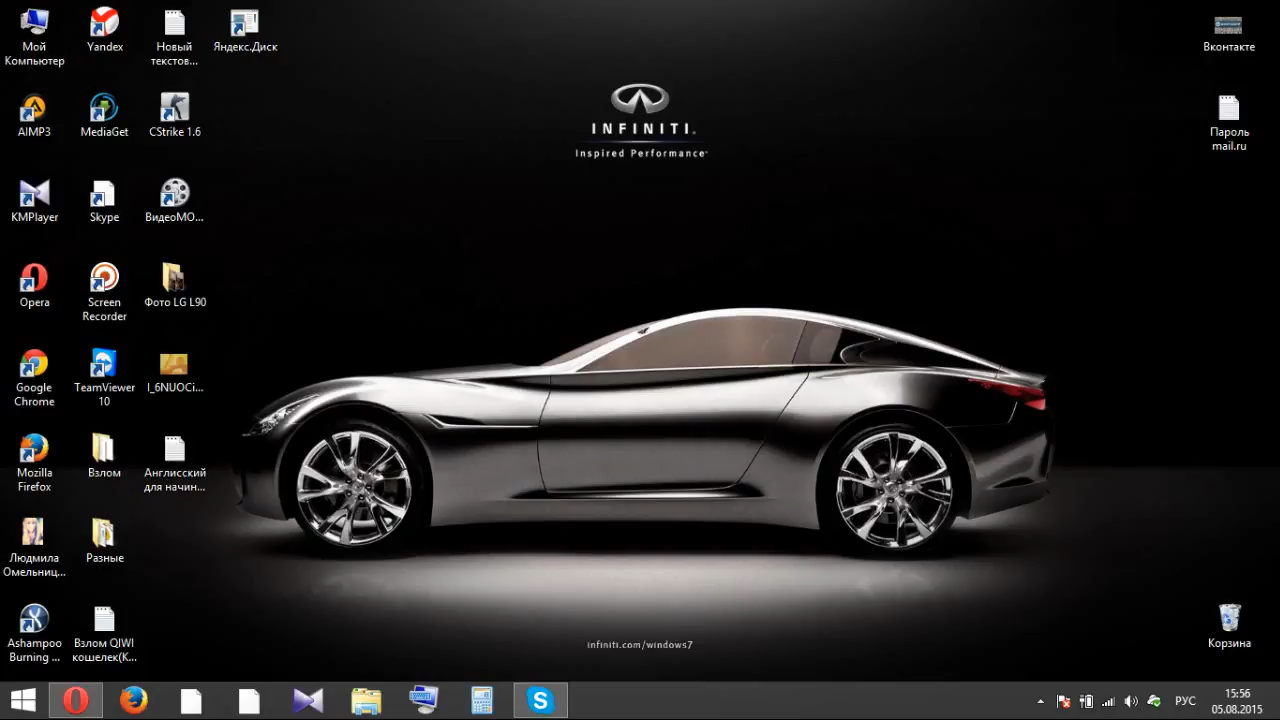 Мой
Компьютер
Yandex
Новый
текстов...
Яндекс.Диск
Вконтакте
AIMP3
MediaGet
CStrike 1.6
Пароль
mail.ru
KMPlayer
Skype
ВидеоМО...
Opera
Screen
Recorder
Фото LG L90
Google
Chrome
TeamViewer
10
I_6NUOCi...
Mozilla
Firefox
Взлом
Англисский
для начин...
Людмила
Омельниц...
Разные
Ashampoo
Burning ...
Взлом QIWI
кошелек(К...
Корзина
INFINITI.
Inspired Performance™
infiniti.com/windows7
РУС
15:56
05.08.2015